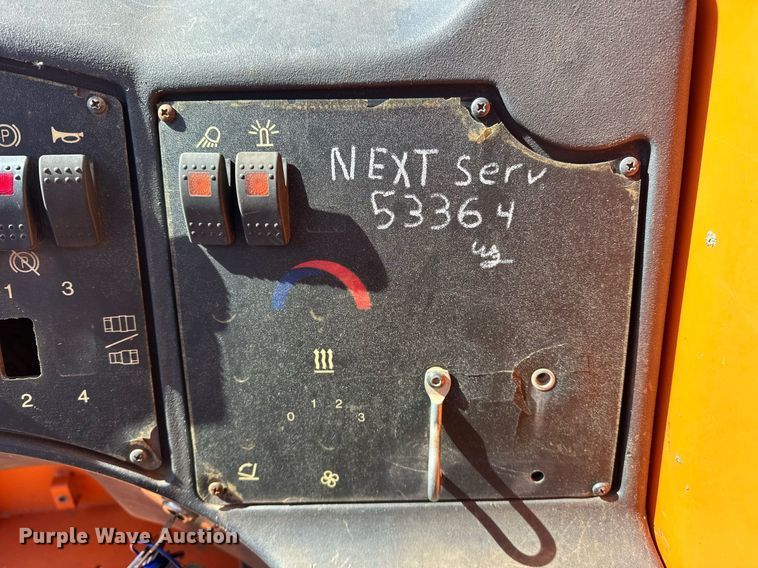 NEXT serv
53364
P
P
1 3
2 4
0 1 2 3
Purple Wave Auction